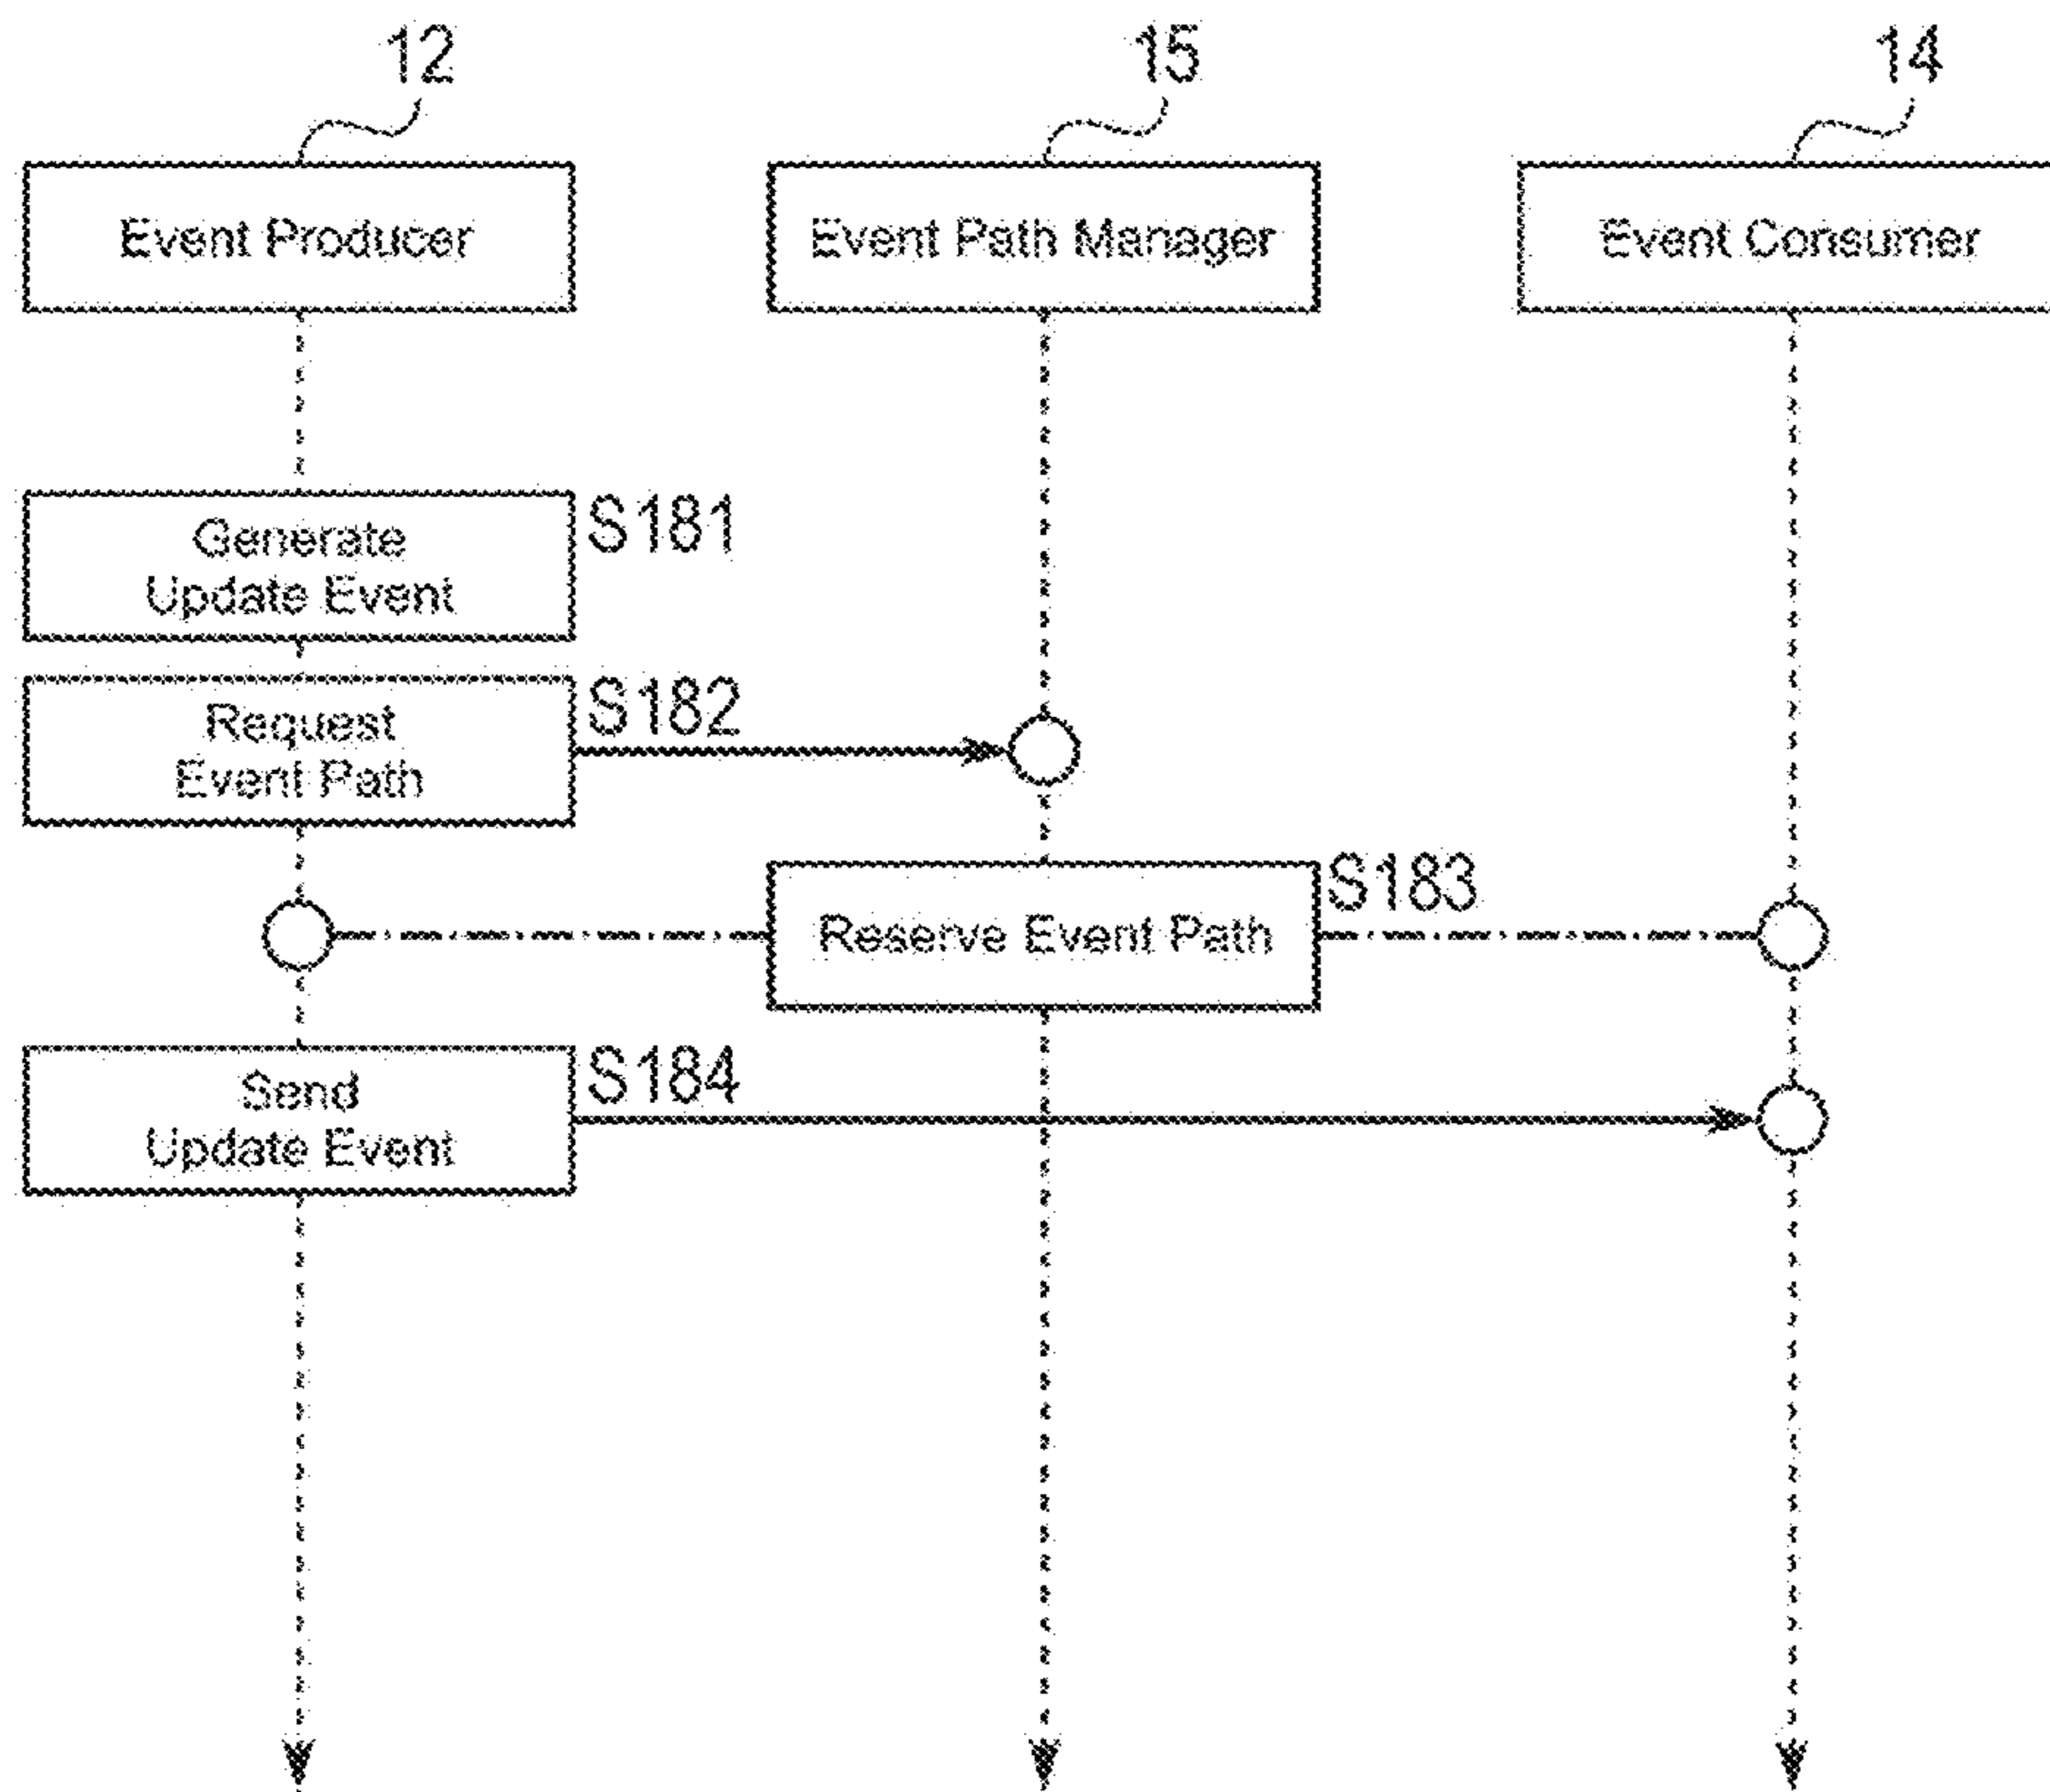 12
15
14
Event Producer
Event Path Manager
Event Consumer
Generate
Update Event
S181
Request
Event Path
S182
Reserve Event Path
S183
Send
Update Event
S184